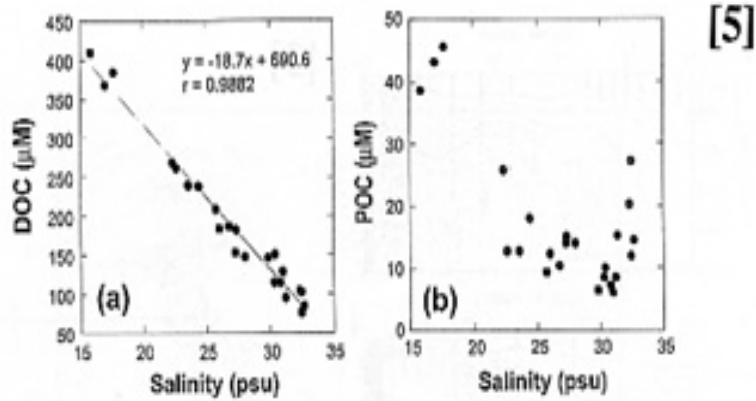 [5]
450
400
350
300
250
200
150
100
50
DOC (μM)
y = -18.7x + 690.6
r = 0.9882
(a)
15 20 25 30 35
Salinity (psu)
50
40
30
20
10
0
POC (μM)
(b)
15 20 25 30 35
Salinity (psu)